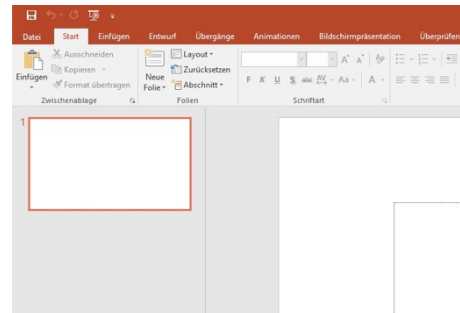 Datei Start Einfügen Entwurf Übergänge Animationen Bildschirmpräsentation Überprüfen
Einfügen
Ausschneiden
Kopieren
Format übertragen
Zwischenablage
Neue
Folie
Layout
Zurücksetzen
Abschnitt
Folien
F K U S abc AV Aa A
Schriftart
1